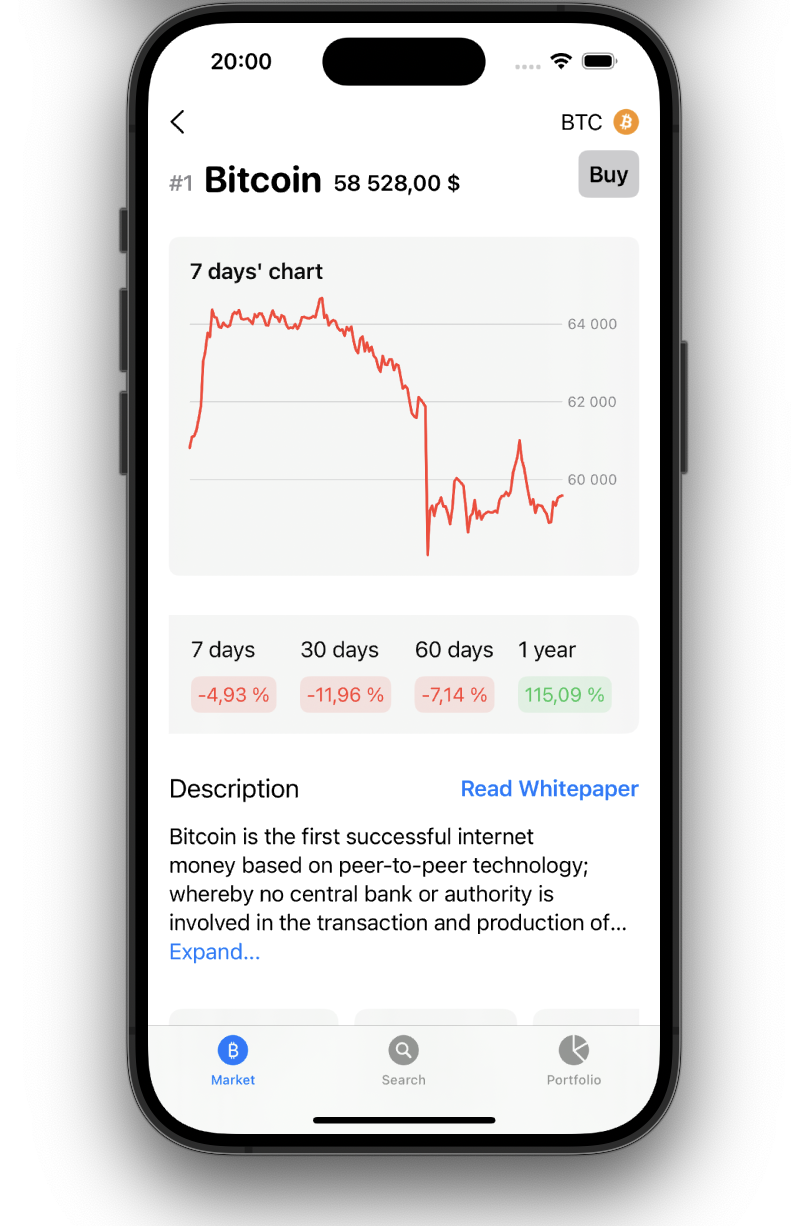 20:00
BTC
#1 Bitcoin 58 528,00 $
Buy
7 days' chart
64 000
62 000
60 000
7 days 30 days 60 days 1 year
-4,93 % -11,96 % -7,14 % 115,09 %
Description Read Whitepaper
Bitcoin is the first successful internet
money based on peer-to-peer technology;
whereby no central bank or authority is
involved in the transaction and production of...
Expand...
Market Search Portfolio